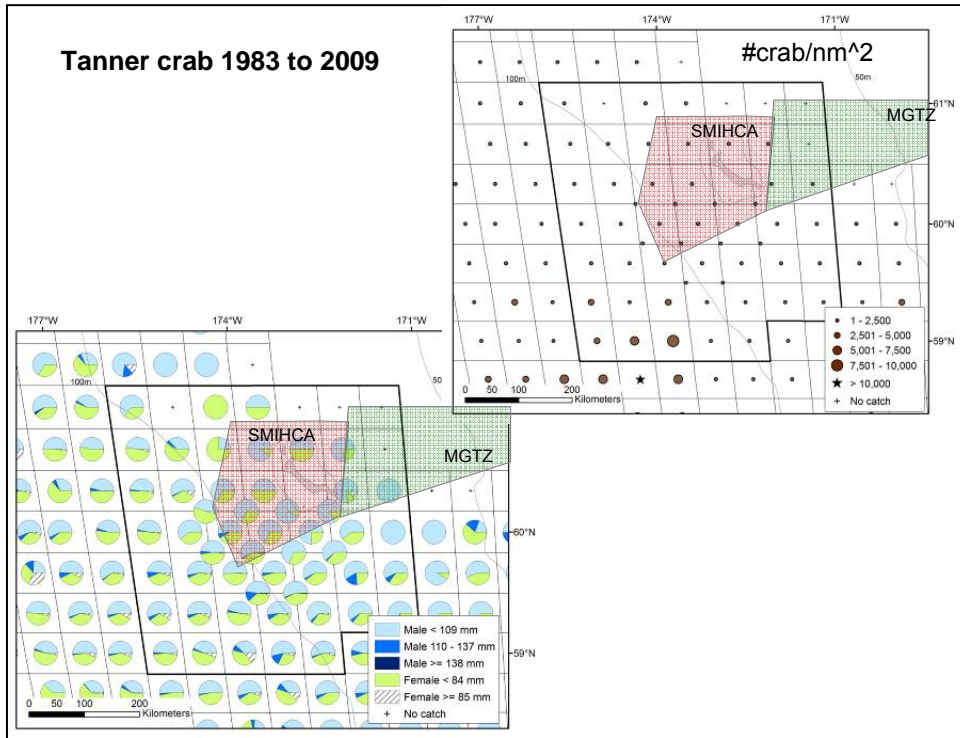 Tanner crab 1983 to 2009
177°W 174°W 171°W
#crab/nm^2
100m
50m
61°N
SMIHCA
MGTZ
60°N
1 - 2,500
2,501 - 5,000
5,001 - 7,500
7,501 - 10,000
> 10,000
No catch
59°N
0 50 100 200
Kilometers
177°W 174°W 171°W
100m
50
SMIHCA
MGTZ
60°N
Male < 109 mm
Male 110 - 137 mm
Male >= 138 mm
Female < 84 mm
Female >= 85 mm
No catch
59°N
0 50 100 200
Kilometers